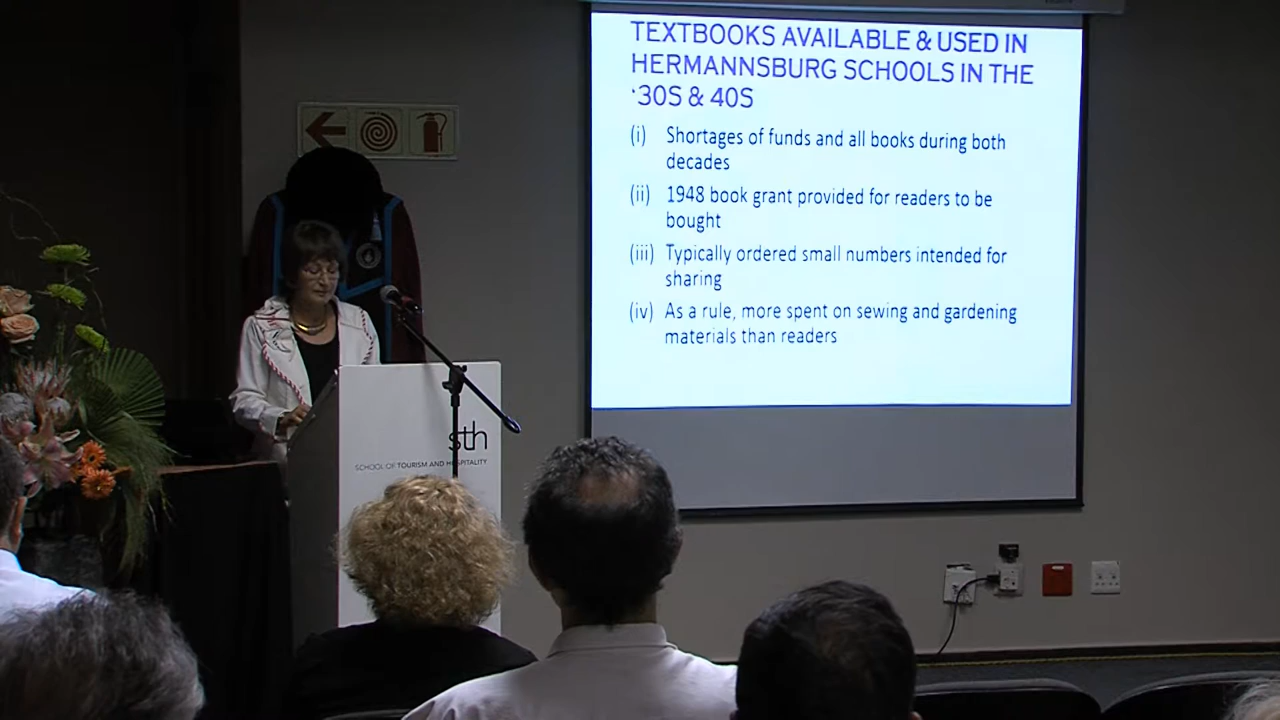 TEXTBOOKS AVAILABLE & USED IN
HERMANNSBURG SCHOOLS IN THE
‘30S & 40S
(i) Shortages of funds and all books during both
decades
(ii) 1948 book grant provided for readers to be
bought
(iii) Typically ordered small numbers intended for
sharing
(iv) As a rule, more spent on sewing and gardening
materials than readers
sth
SCHOOL OF TOURISM AND HOSPITALITY